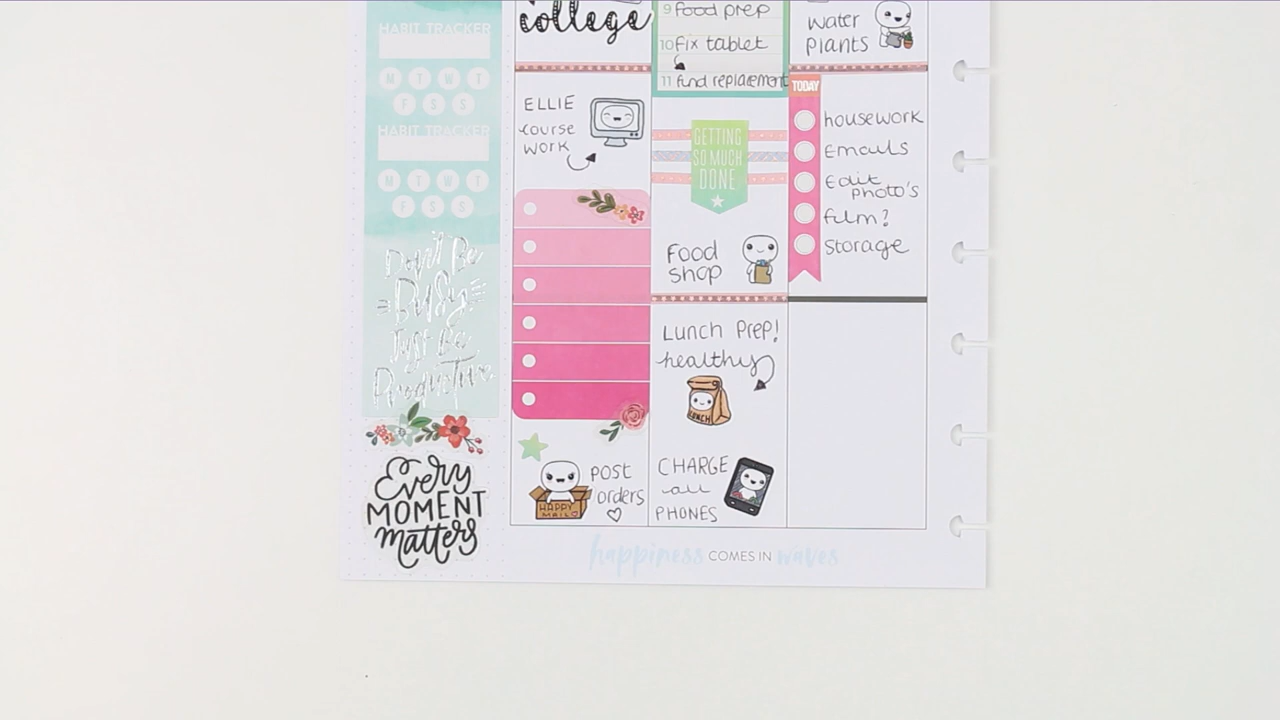 HABIT TRACKER
M T W T
F S S
HABIT TRACKER
M T W T
F S S
Don't Be
Busy.
Just Be
Productive.
Every
MOMENT
matters
college
ELLIE
course
work
HAPPY
MAIL
POST
orders
9 food prep
10 fix tablet
11 find replacement
GETTING
SO MUCH
DONE
Food
shop
Lunch Prep!
healthy
LUNCH
CHARGE
all
PHONES
water
plants
TODAY
housework
Emails
Edit
photo's
film?
storage
happiness COMES IN waves